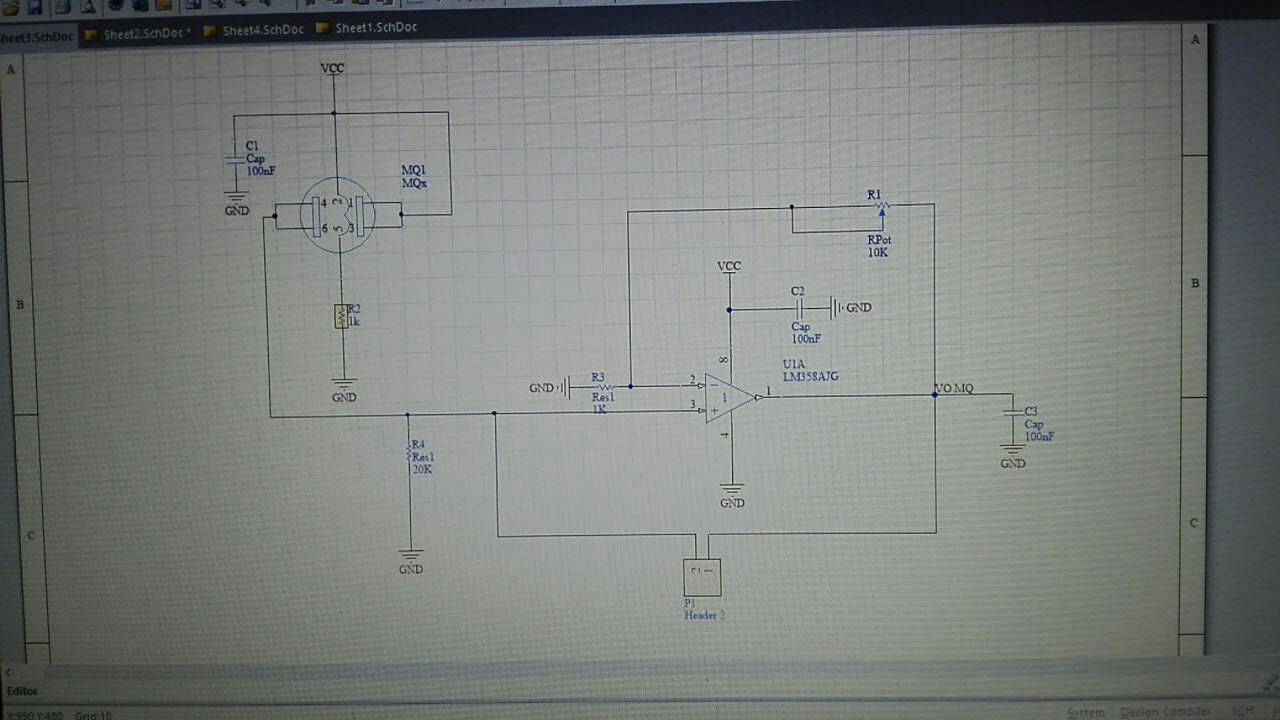 heet3.SchDoc
Sheet2.SchDoc *
Sheet4.SchDoc
Sheet1.SchDoc
A
A
VCC
C1
Cap
100nF
GND
MQ1
MQx
4
2
1
6
5
3
R1
RPot
10K
B
B
R2
1k
GND
VCC
C2
Cap
100nF
GND
8
U1A
LM358AJG
GND
R3
Res1
1K
2
3
1
1
4
GND
VO MQ
C3
Cap
100nF
GND
R4
Res1
20K
GND
C
C
2
1
P1
Header 2
Editor
X:950 Y:480 Grid:10
System
Design Compiler
SCH